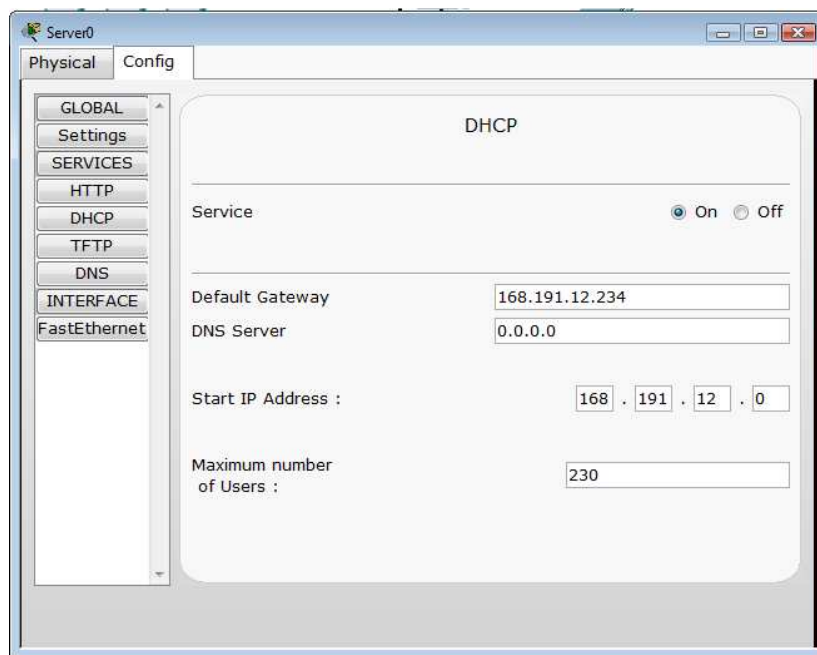 Server0
Physical Config
GLOBAL
Settings
SERVICES
HTTP
DHCP
TFTP
DNS
INTERFACE
FastEthernet
DHCP
Service On Off
Default Gateway 168.191.12.234
DNS Server 0.0.0.0
Start IP Address : 168 . 191 . 12 . 0
Maximum number
of Users : 230